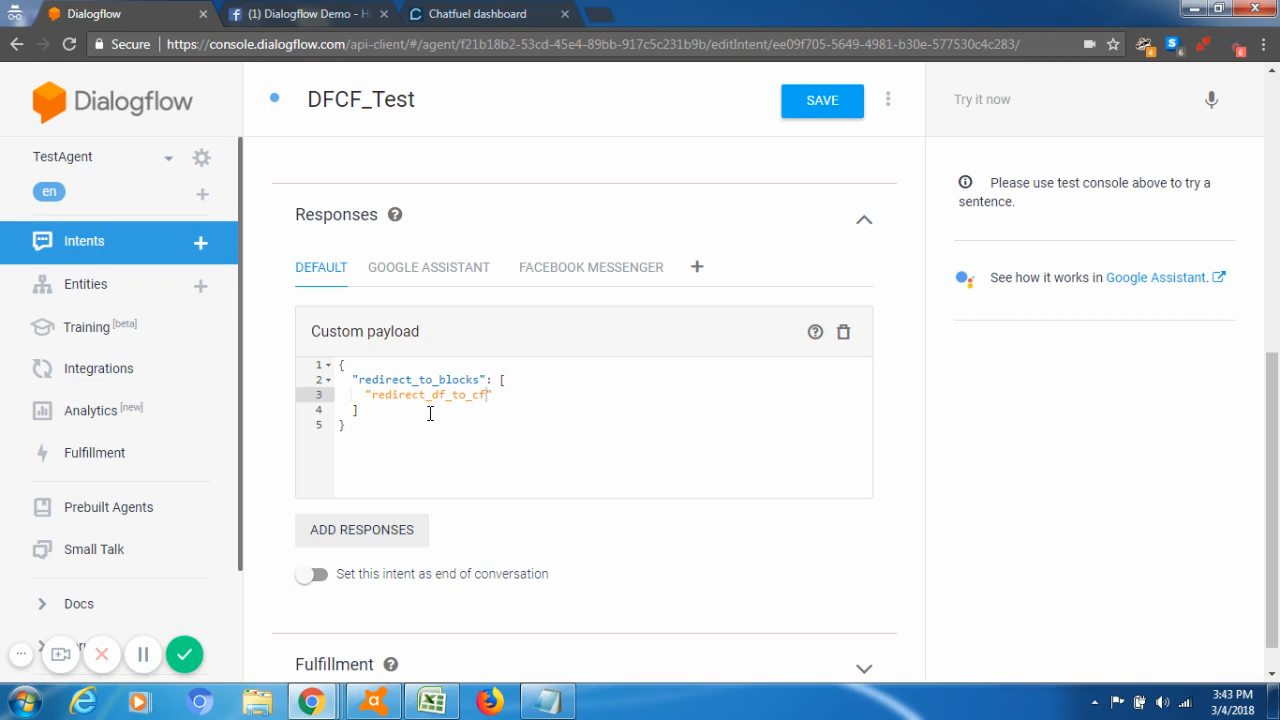 Dialogflow
(1) Dialogflow Demo - H
Chatfuel dashboard
Secure
https://console.dialogflow.com/api-client/#/agent/f21b18b2-53cd-45e4-89bb-917c5c231b9b/editIntent/ee09f705-5649-4981-b30e-577530c4c283/
4
6
6
Dialogflow
DFCF_Test
SAVE
Try it now
TestAgent
en
Intents
Entities
Training [beta]
Integrations
Analytics [new]
Fulfillment
Prebuilt Agents
Small Talk
Docs
Responses
DEFAULT
GOOGLE ASSISTANT
FACEBOOK MESSENGER
Custom payload
1 {
2 "redirect_to_blocks": [
3 "redirect_df_to_cf"
4 ]
5 }
ADD RESPONSES
Set this intent as end of conversation
Fulfillment
Please use test console above to try a
sentence.
See how it works in Google Assistant.
3:43 PM
3/4/2018